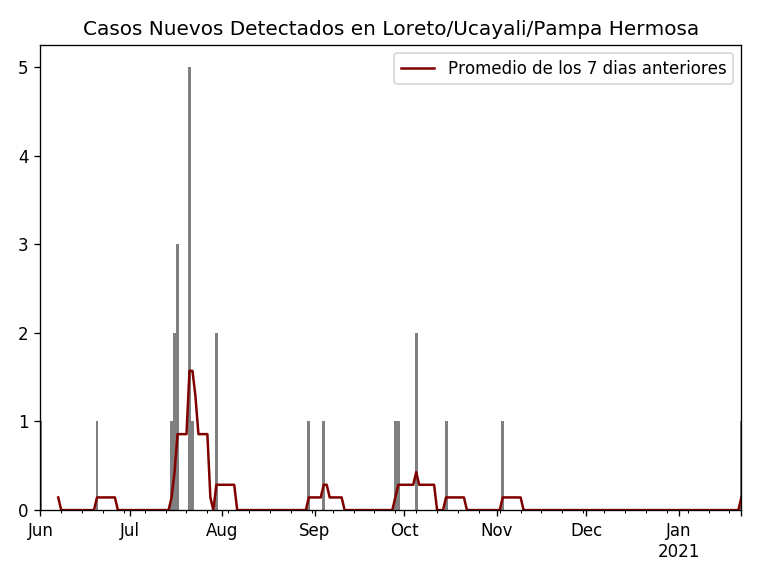 Casos Nuevos Detectados en Loreto/Ucayali/Pampa Hermosa
Promedio de los 7 dias anteriores
5
4
3
2
1
0
Jun Jul Aug Sep Oct Nov Dec Jan
2021